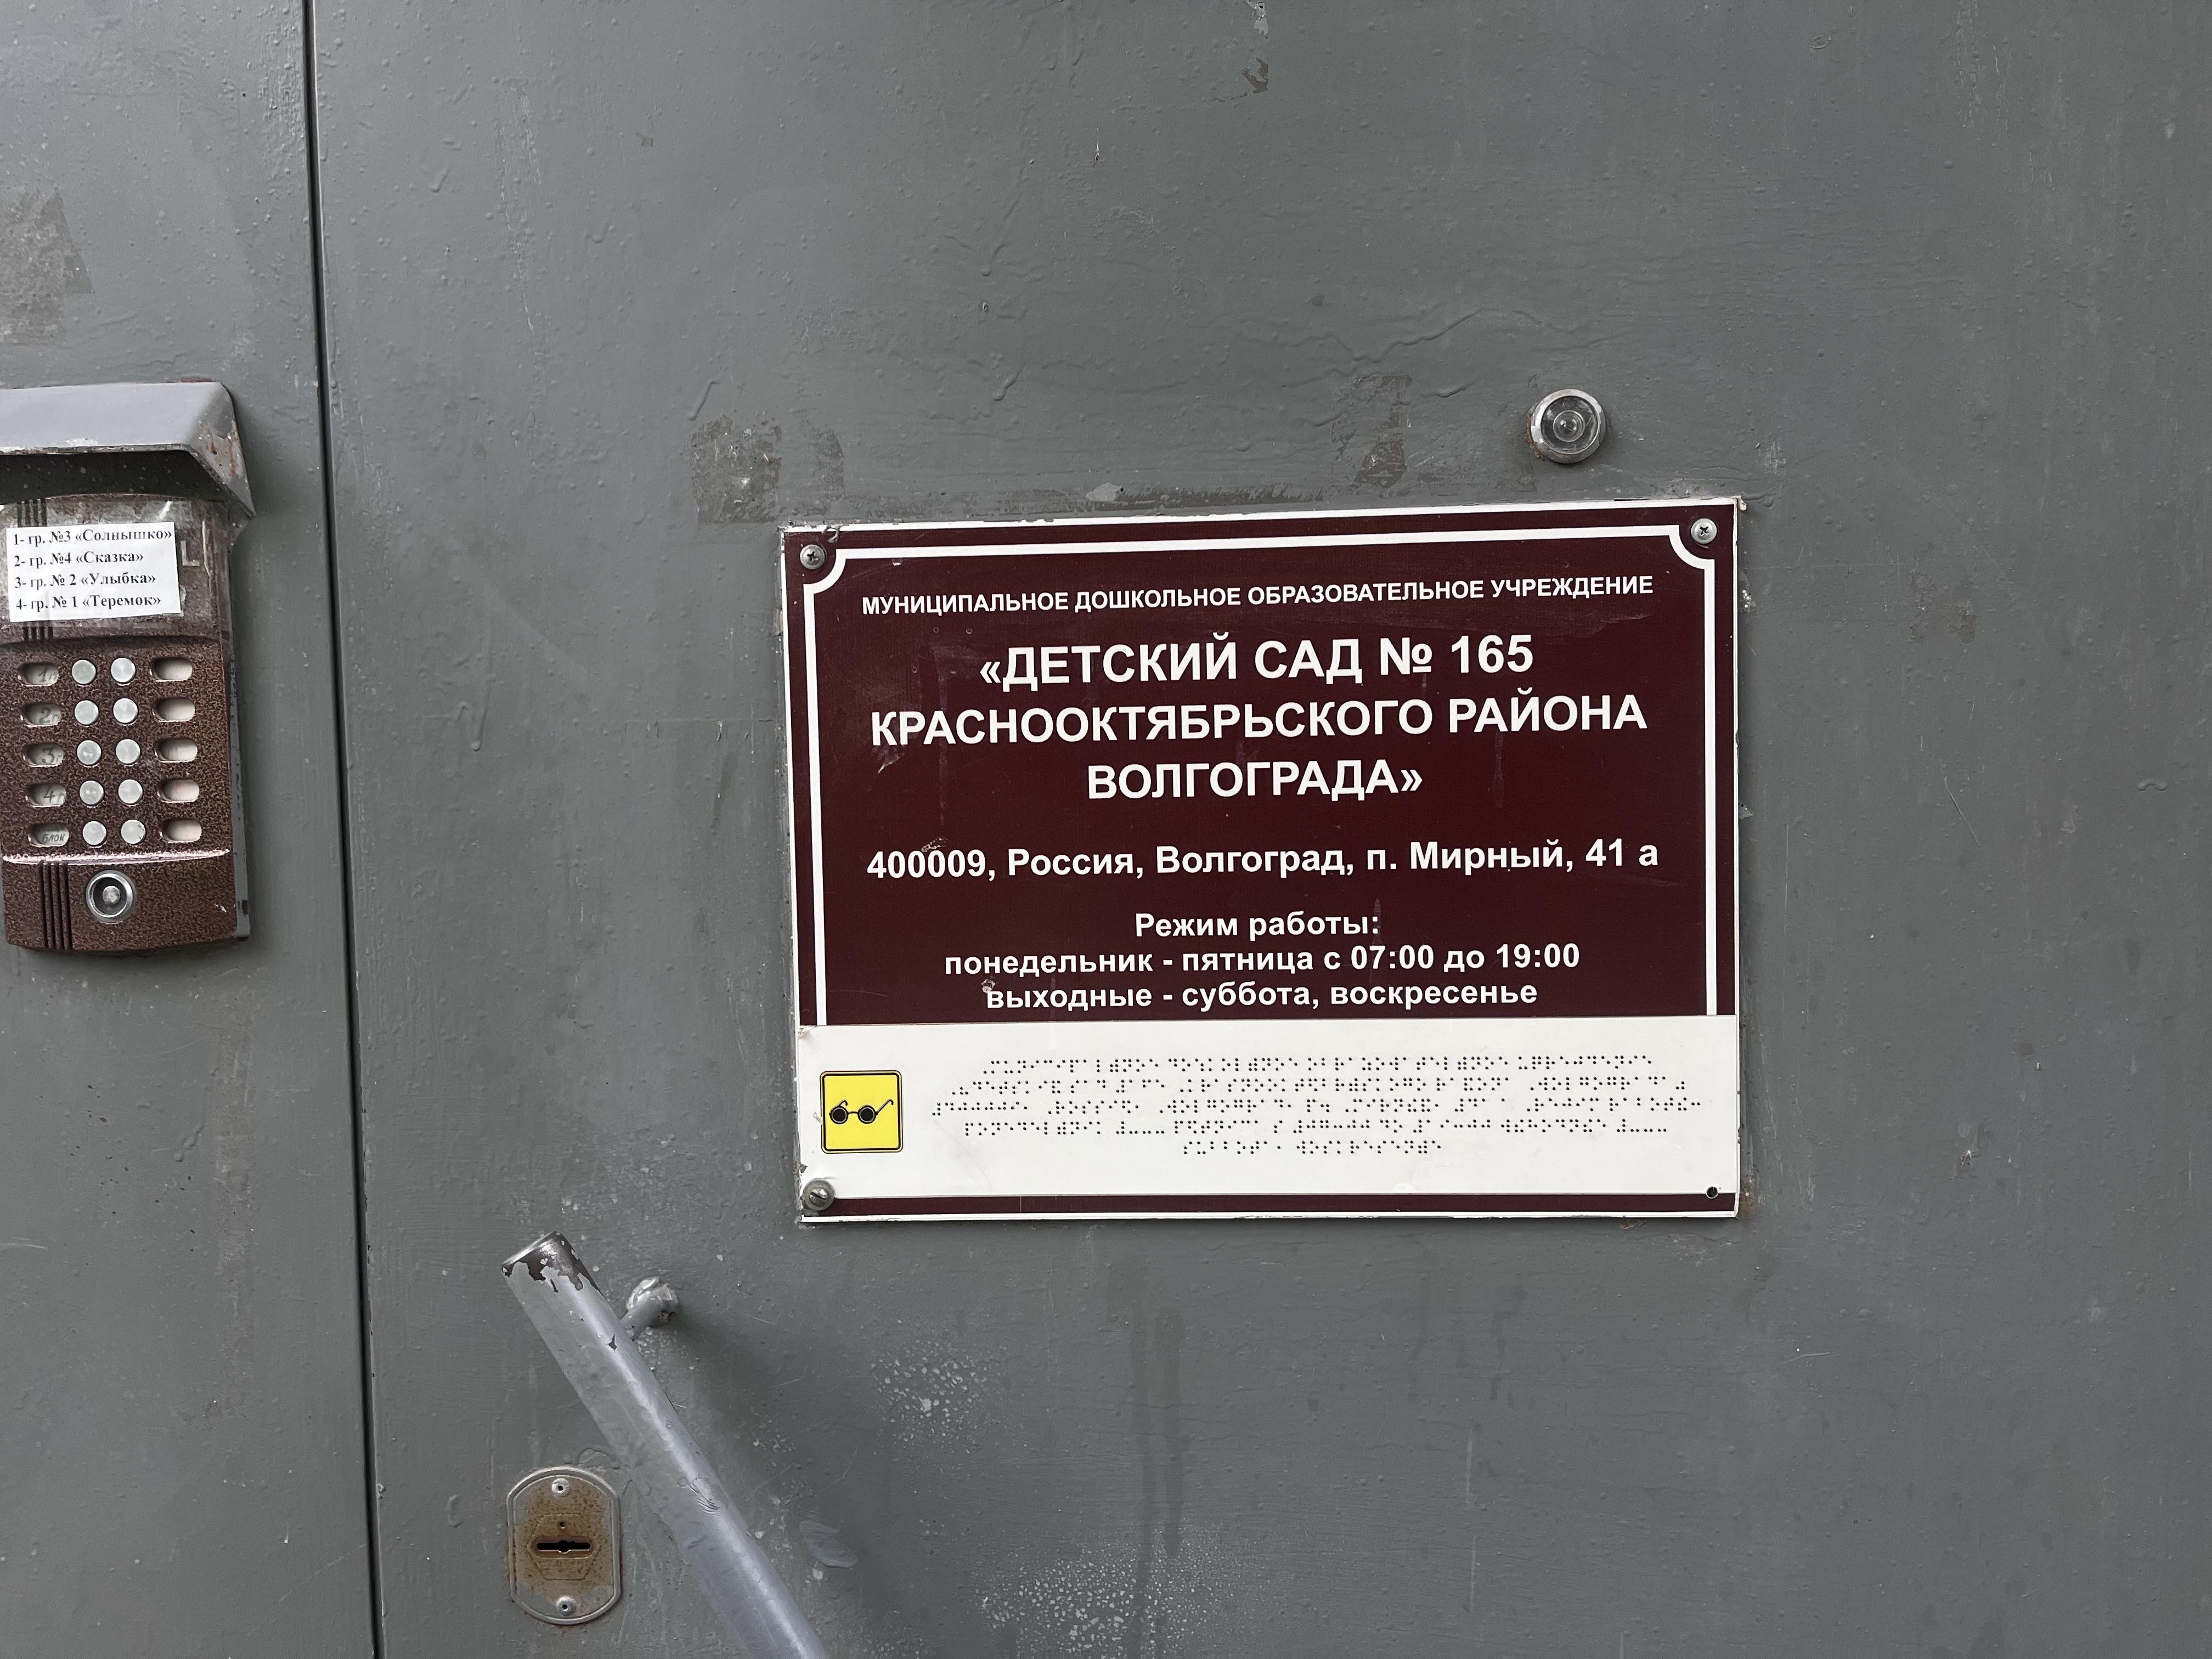 1- гр. №3 «Солнышко»
2- гр. №4 «Сказка»
3- гр. № 2 «Улыбка»
4- гр. № 1 «Теремок»
МУНИЦИПАЛЬНОЕ ДОШКОЛЬНОЕ ОБРАЗОВАТЕЛЬНОЕ УЧРЕЖДЕНИЕ
«ДЕТСКИЙ САД № 165
КРАСНООКТЯБРЬСКОГО РАЙОНА
ВОЛГОГРАДА»
400009, Россия, Волгоград, п. Мирный, 41 а
Режим работы:
понедельник - пятница с 07:00 до 19:00
выходные - суббота, воскресенье